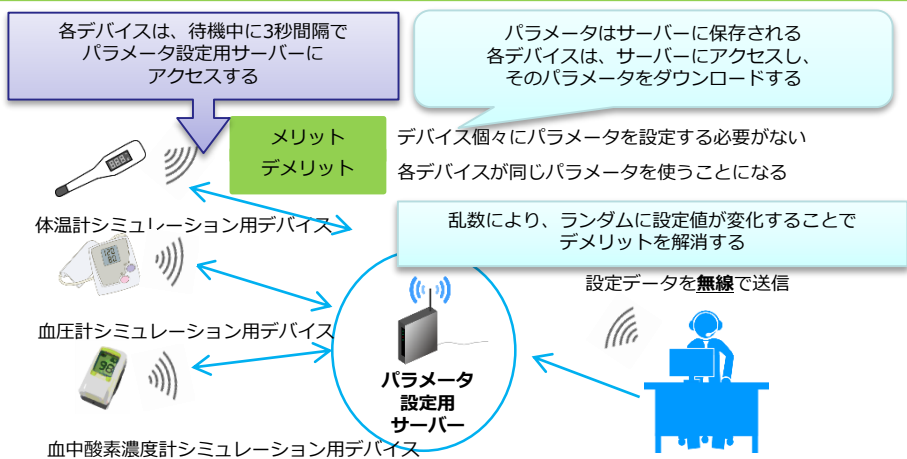 各デバイスは、待機中に3秒間隔で
パラメータ設定用サーバーに
アクセスする
パラメータはサーバーに保存される
各デバイスは、サーバーにアクセスし、
そのパラメータをダウンロードする
メリット
デバイス個々にパラメータを設定する必要がない
デメリット
各デバイスが同じパラメータを使うことになる
体温計シミュレーション用デバイス
乱数により、ランダムに設定値が変化することで
デメリットを解消する
設定データを無線で送信
血圧計シミュレーション用デバイス
パラメータ
設定用
サーバー
血中酸素濃度計シミュレーション用デバイス